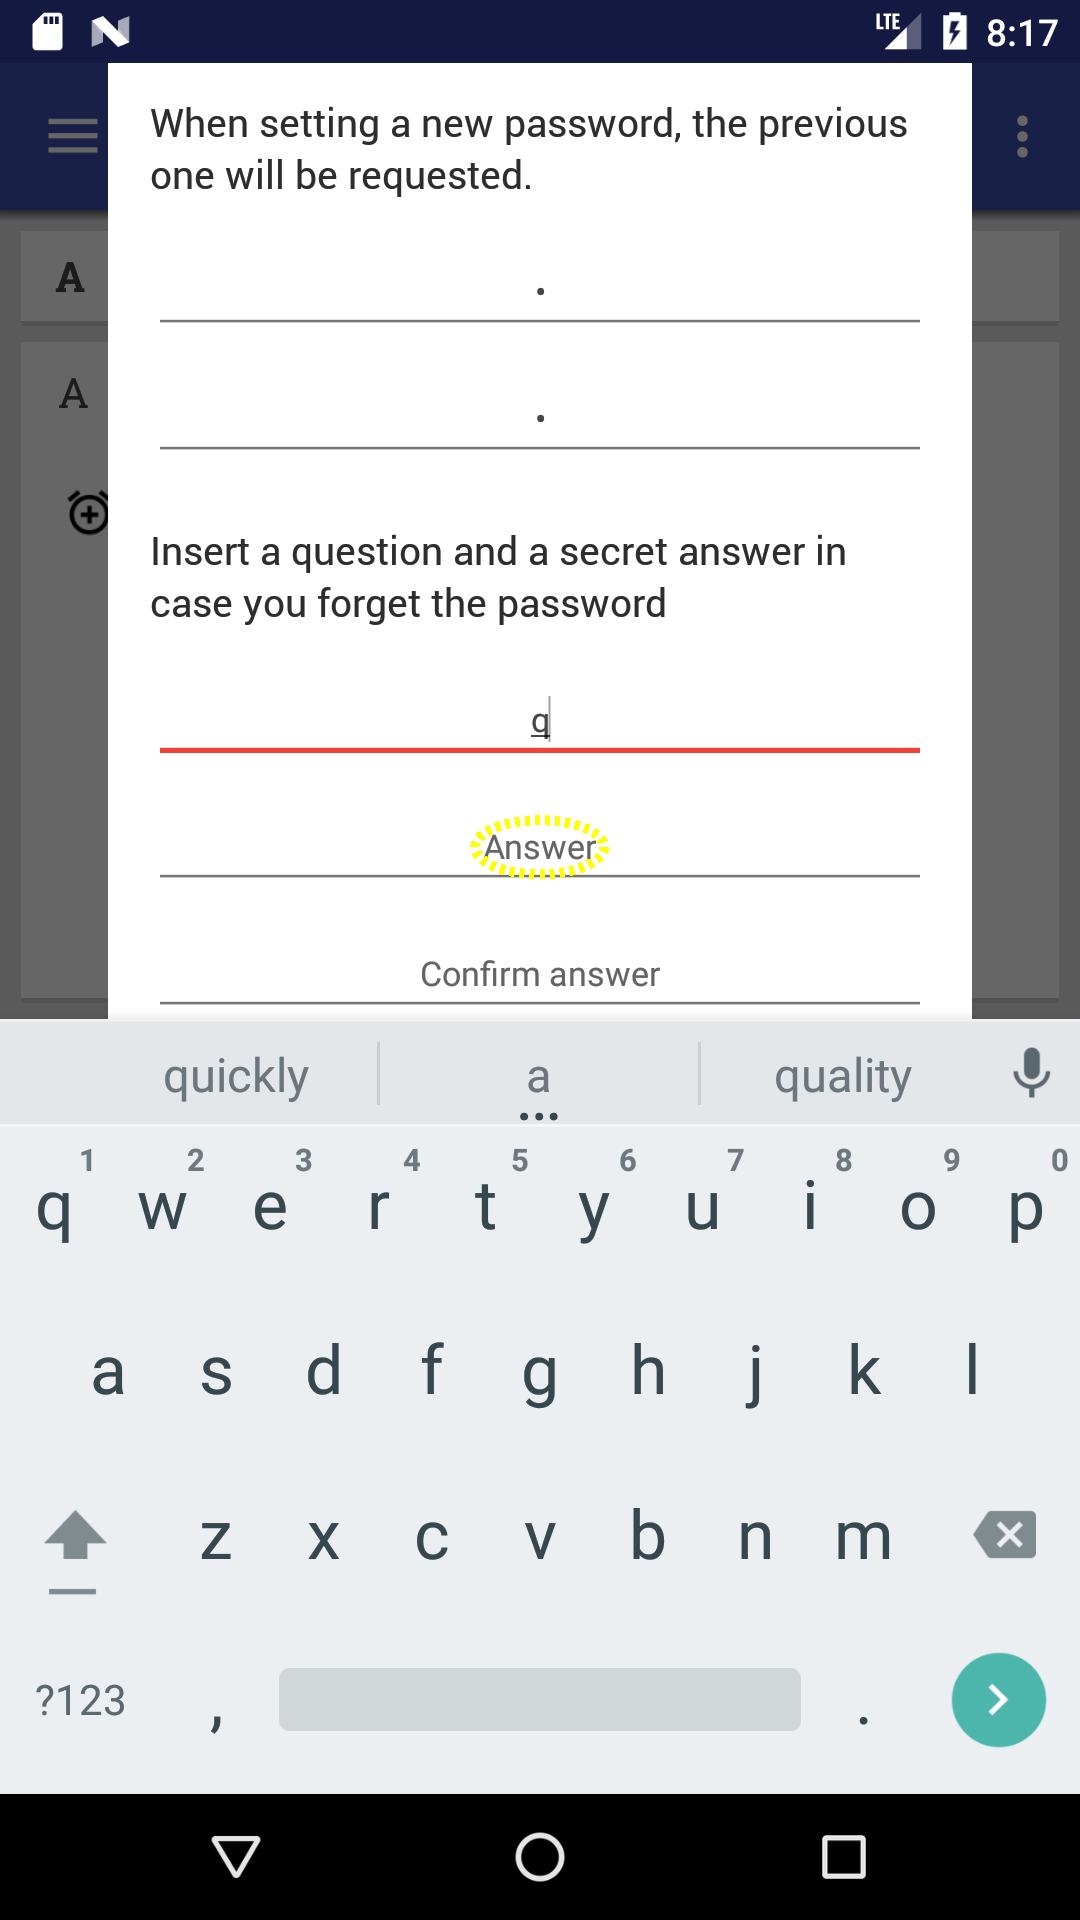 LTE 8:17
When setting a new password, the previous
one will be requested.
A
A
Insert a question and a secret answer in
case you forget the password
q
Answer
Confirm answer
quickly a quality
1 2 3 4 5 6 7 8 9 0
q w e r t y u i o p
a s d f g h j k l
z x c v b n m
?123 , .